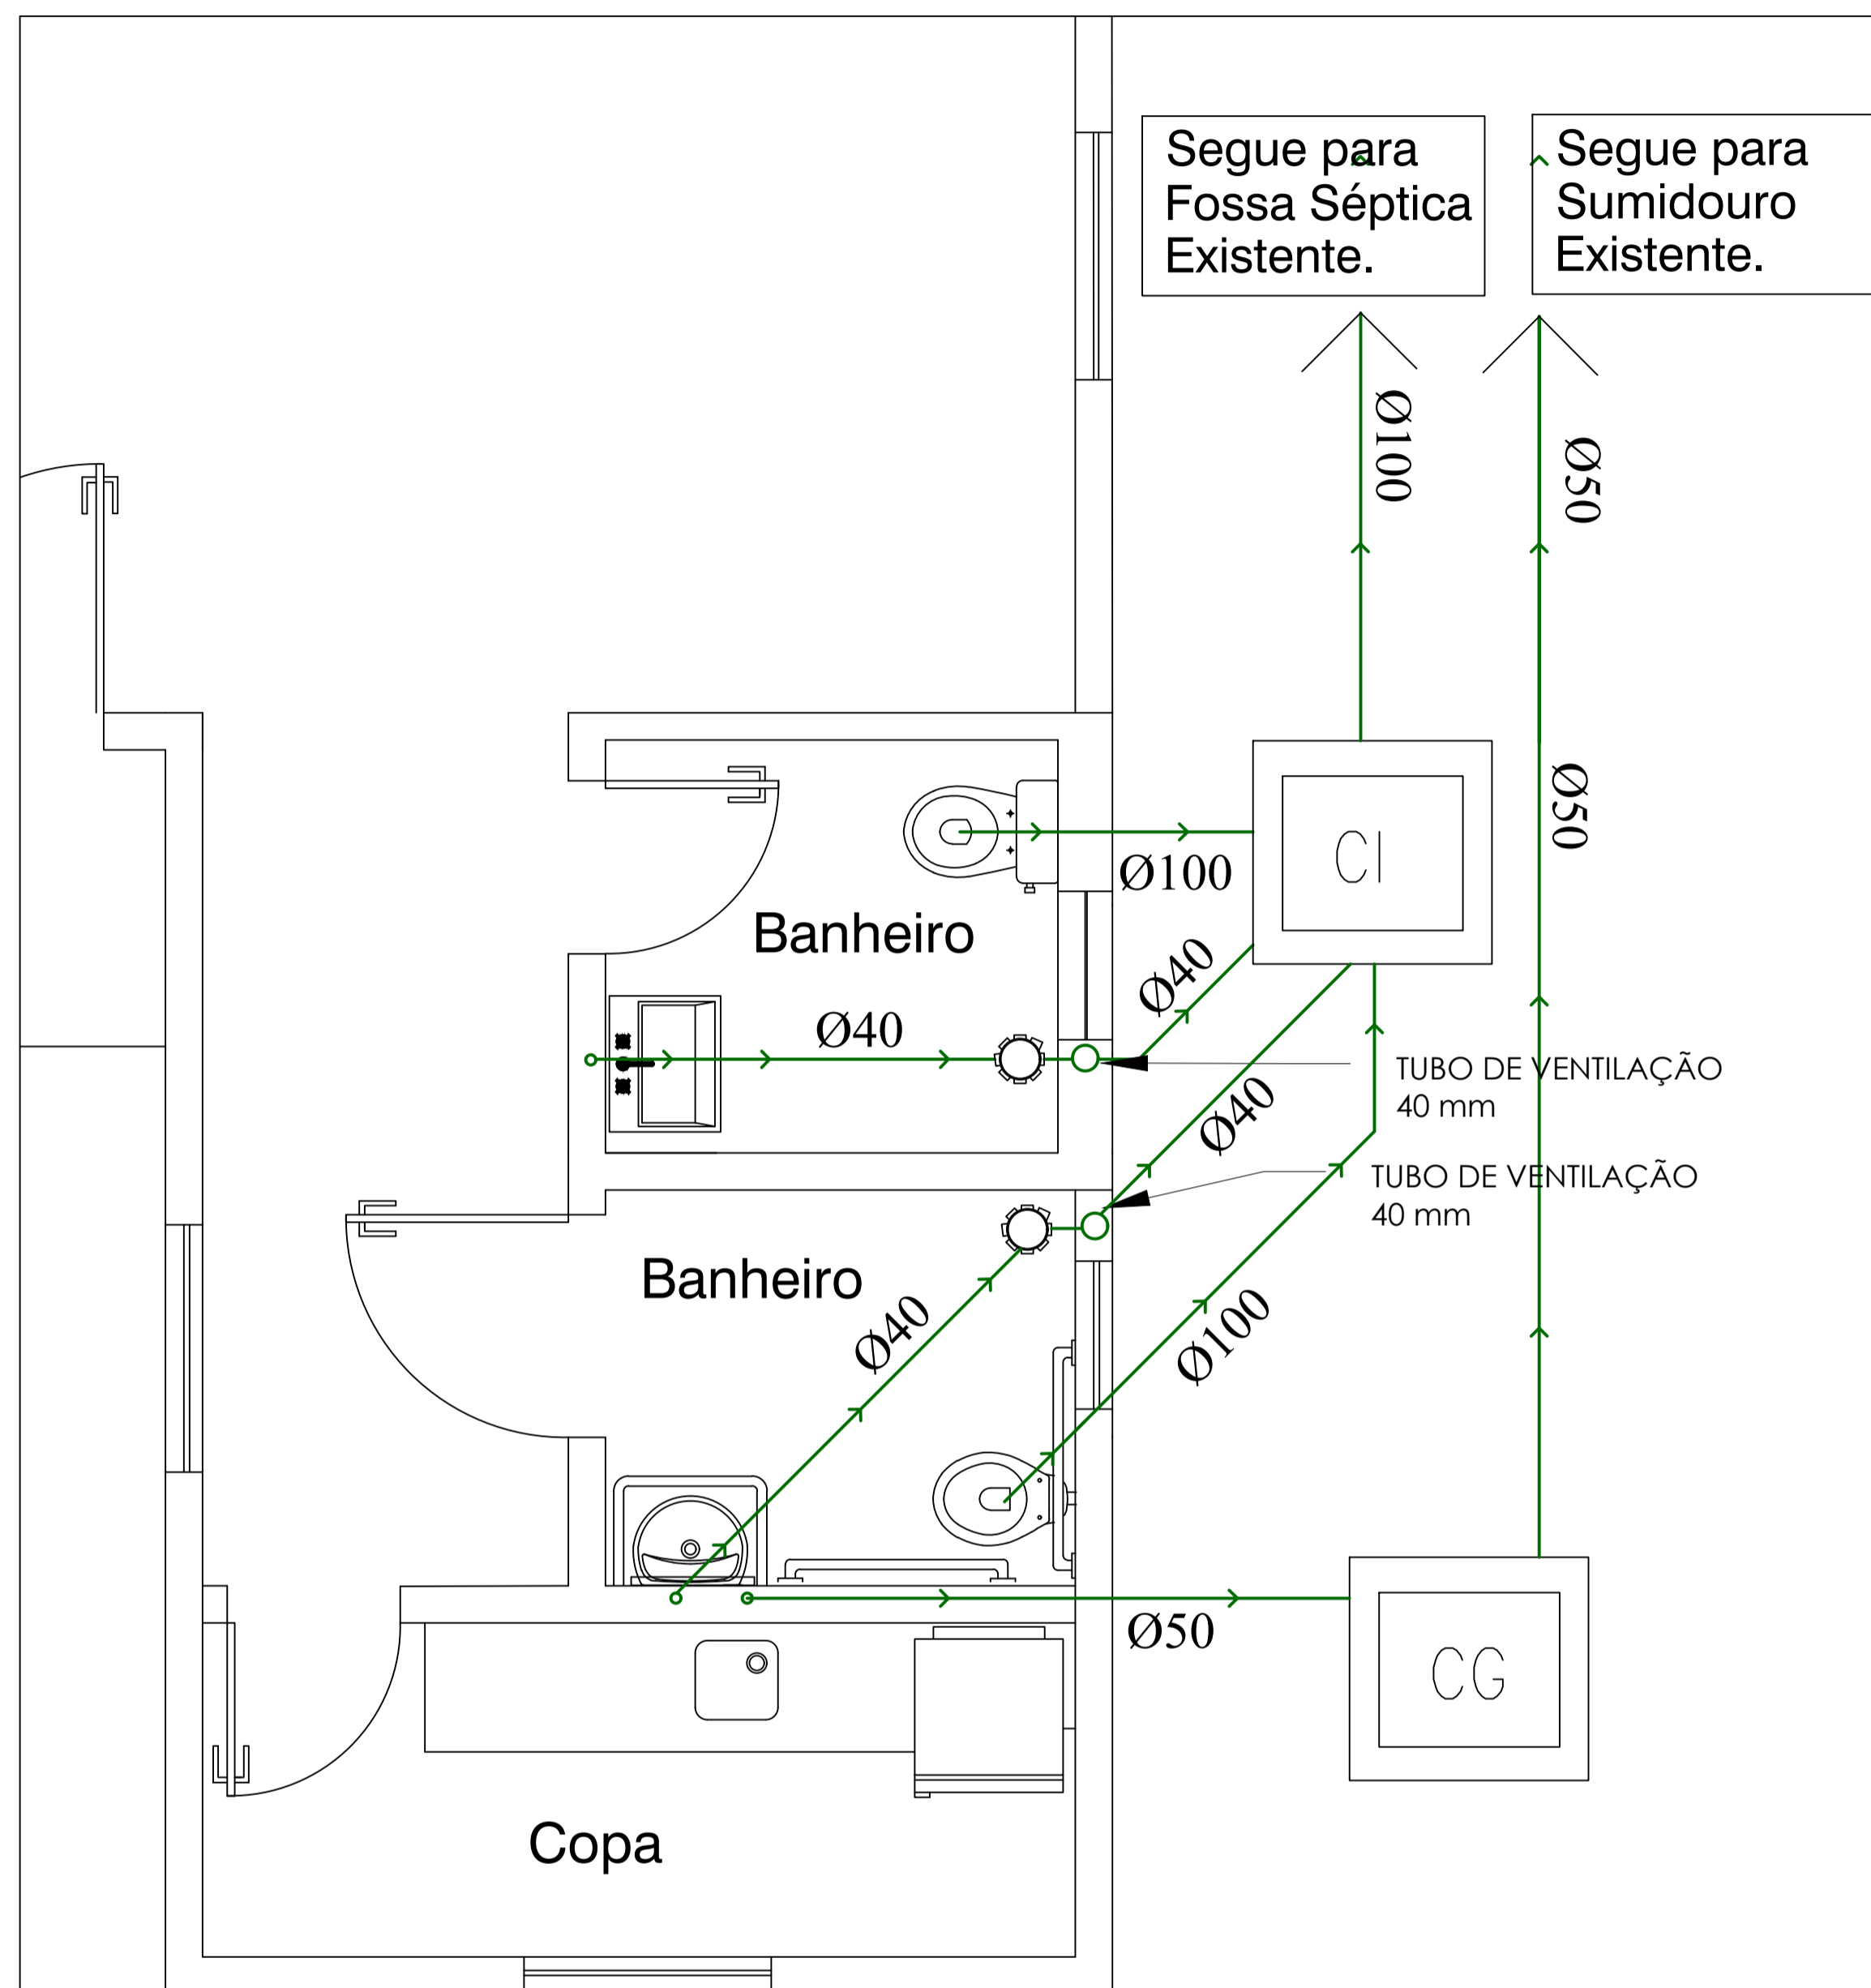 Segue para
Fossa Séptica
Existente.
Segue para
Sumidouro
Existente.
Ø100
Ø50
Ø50
CI
Ø100
Banheiro
Ø40
Ø40
TUBO DE VENTILAÇÃO
40 mm
Ø40
TUBO DE VENTILAÇÃO
40 mm
Banheiro
Ø40
Ø100
Ø50
CG
Copa